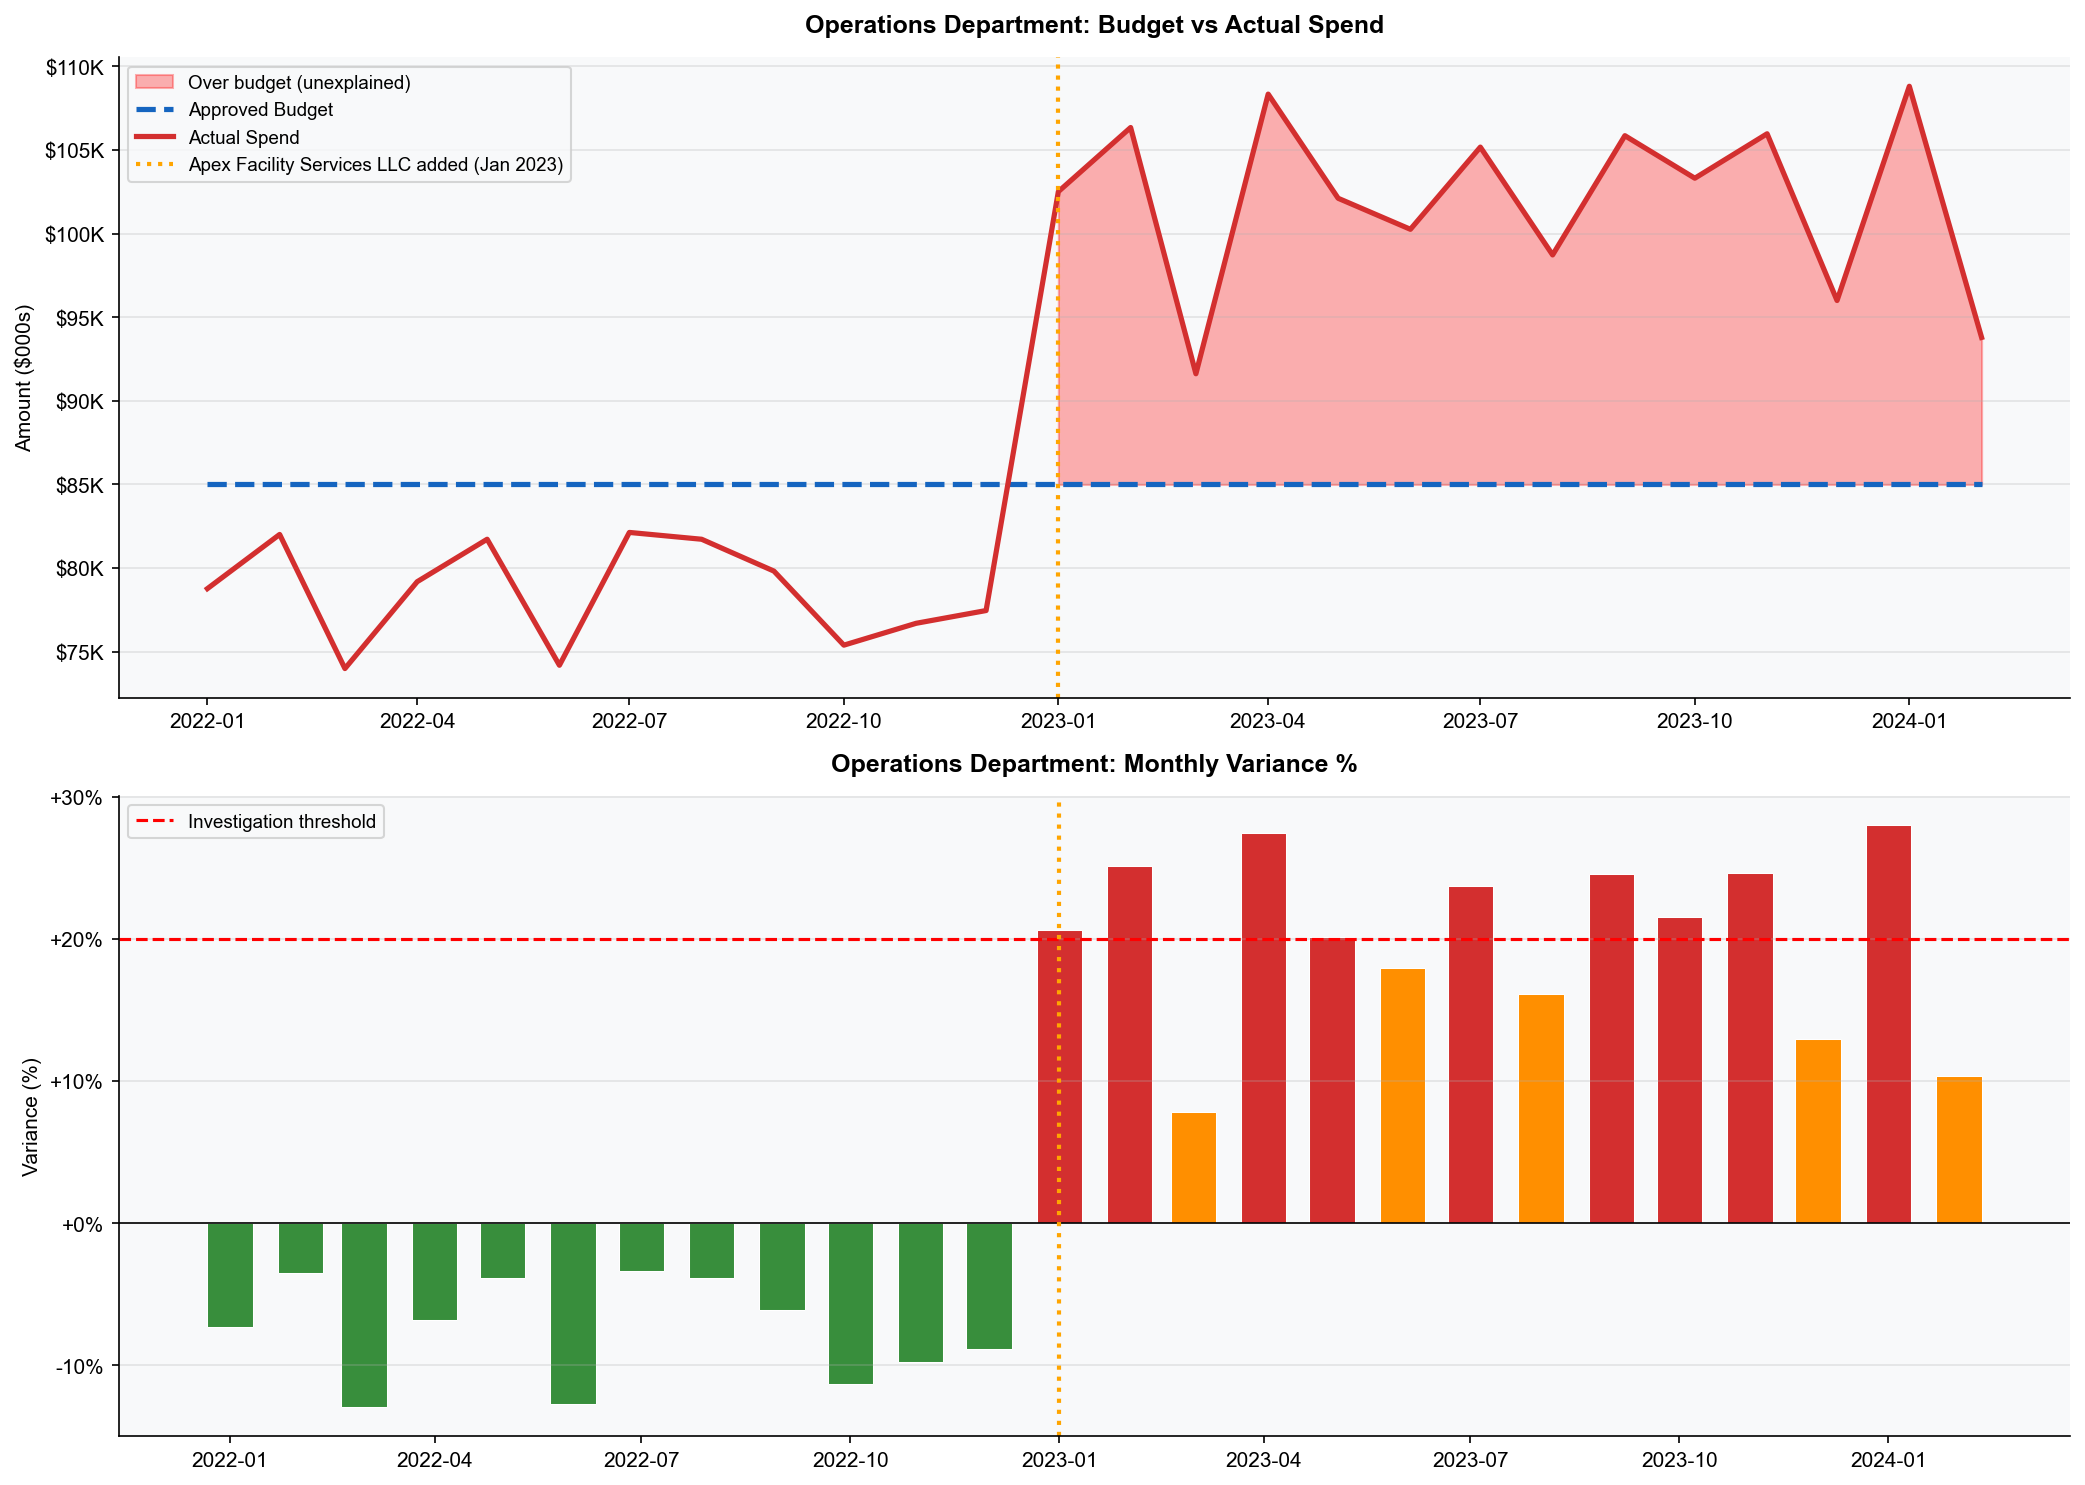 Operations Department: Budget vs Actual Spend
Over budget (unexplained)
Approved Budget
Actual Spend
Apex Facility Services LLC added (Jan 2023)
Amount ($000s)
$110K
$105K
$100K
$95K
$90K
$85K
$80K
$75K
2022-01 2022-04 2022-07 2022-10 2023-01 2023-04 2023-07 2023-10 2024-01
Operations Department: Monthly Variance %
Investigation threshold
Variance (%)
+30%
+20%
+10%
+0%
-10%
2022-01 2022-04 2022-07 2022-10 2023-01 2023-04 2023-07 2023-10 2024-01